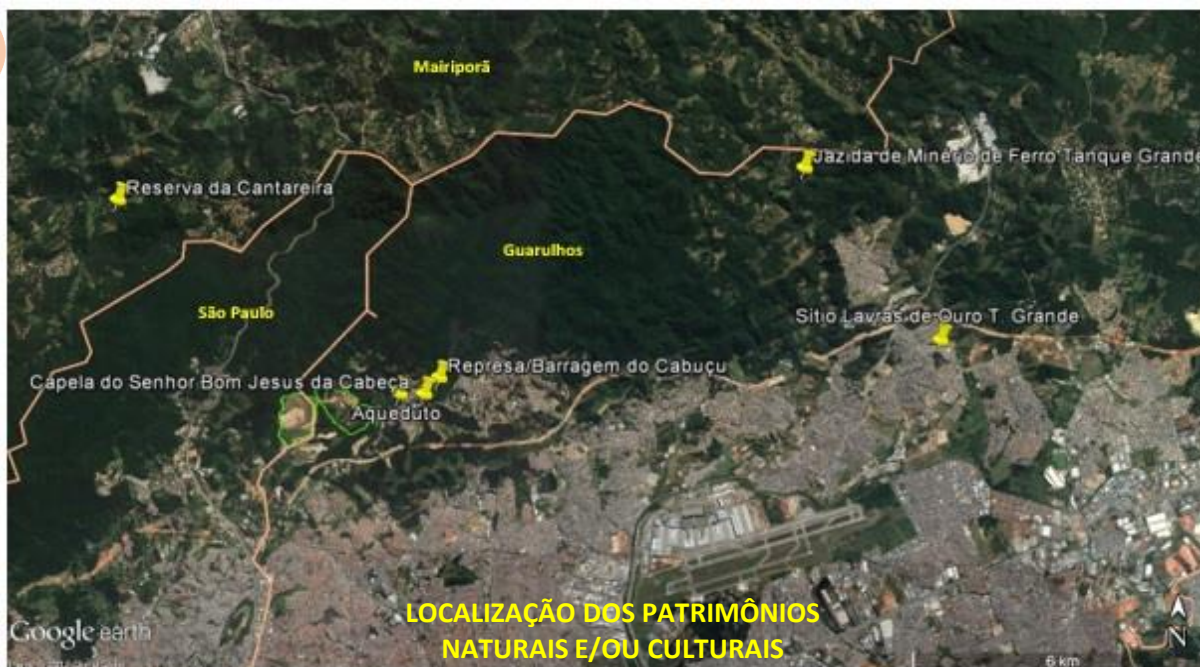 Mairiporã
Jazida de Minério de Ferro Tanque Grande
Reserva da Cantareira
Guarulhos
São Paulo
Sítio Lavras de Ouro T. Grande
Represa/Barragem do Cabuçu
Capela do Senhor Bom Jesus da Cabeça
Aqueduto
LOCALIZAÇÃO DOS PATRIMÔNIOS
NATURAIS E/OU CULTURAIS
Google earth
N
6 km